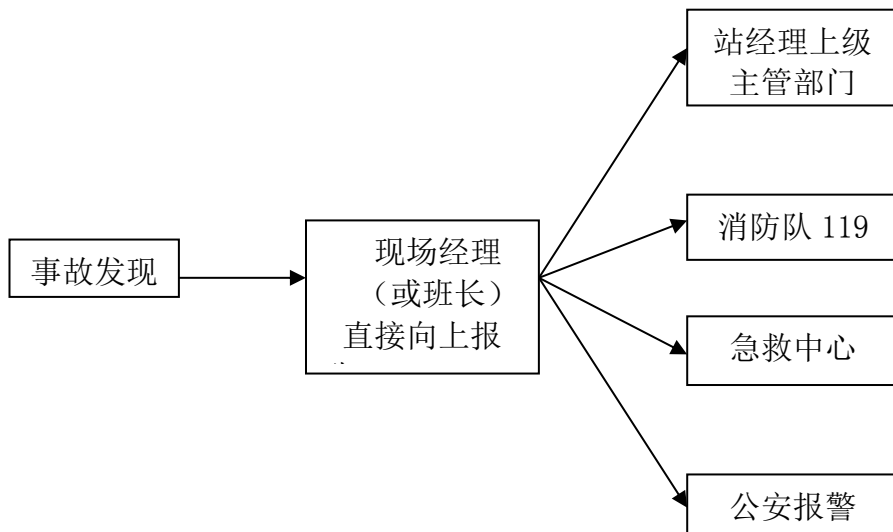 站经理上级
主管部门
消防队 119
事故发现
现场经理
（或班长）
直接向上报
急救中心
公安报警